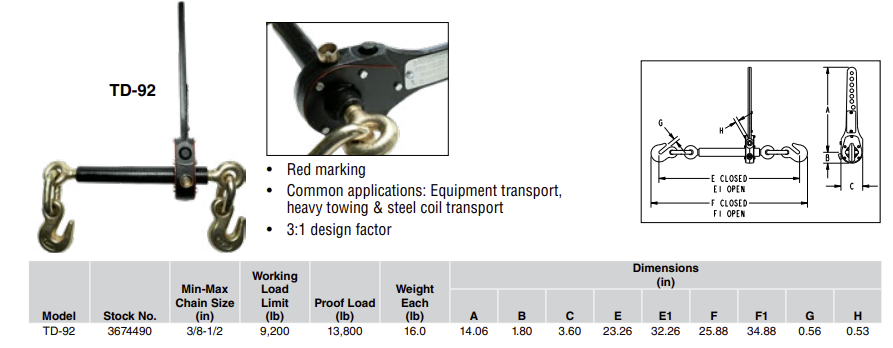 TD-92
• Red marking
• Common applications: Equipment transport,
heavy towing & steel coil transport
• 3:1 design factor
A
B
C
G
H
E CLOSED
E1 OPEN
F CLOSED
F1 OPEN
Dimensions
(in)
Model Stock No. Min-Max Chain Size (in) Working Load Limit (lb) Proof Load (lb) Weight Each (lb) A B C E E1 F F1 G H
TD-92 3674490 3/8-1/2 9,200 13,800 16.0 14.06 1.80 3.60 23.26 32.26 25.88 34.88 0.56 0.53